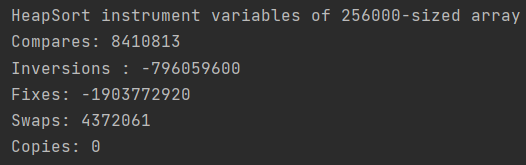 HeapSort instrument variables of 256000-sized array
Compares: 8410813
Inversions : -796059600
Fixes: -1903772920
Swaps: 4372061
Copies: 0